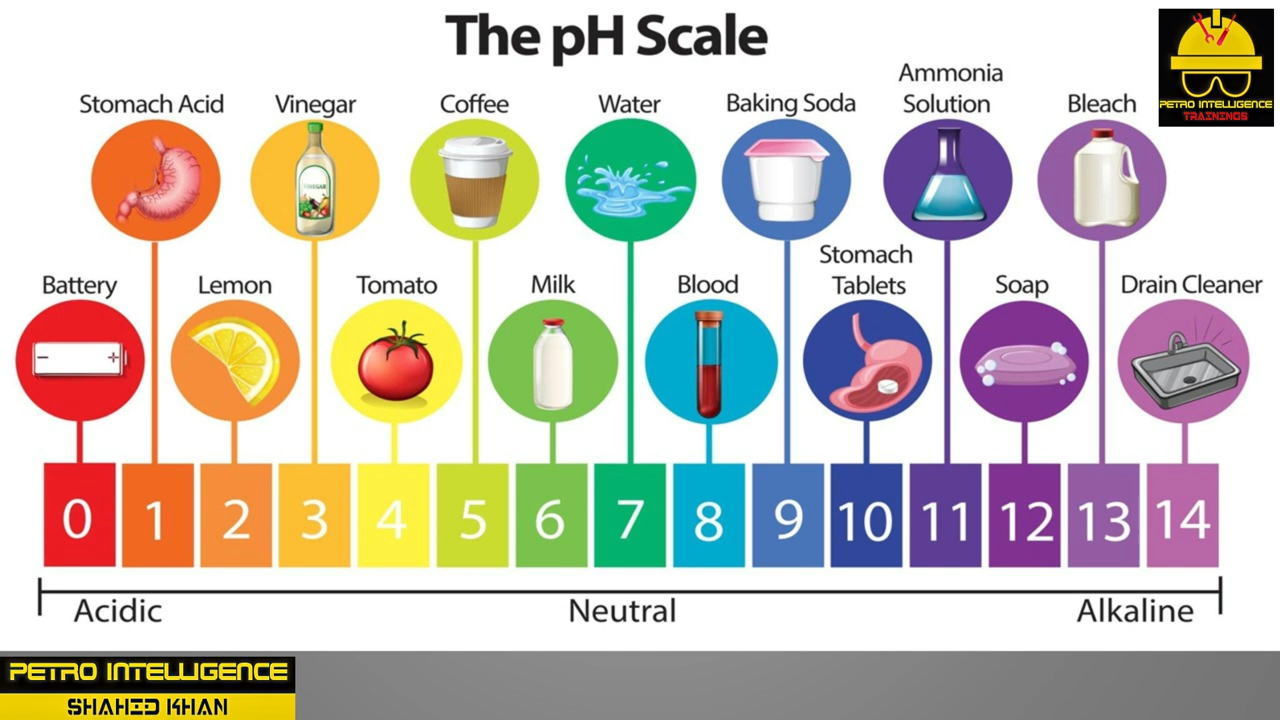 The pH Scale
PETRO INTELLIGENCE
TRAININGS
Stomach Acid
Vinegar
Coffee
Water
Baking Soda
Ammonia
Solution
Bleach
VINEGAR
Battery
Lemon
Tomato
Milk
Blood
Stomach
Tablets
Soap
Drain Cleaner
0 1 2 3 4 5 6 7 8 9 10 11 12 13 14
Acidic Neutral Alkaline
PETRO INTELLIGENCE
SHAHID KHAN